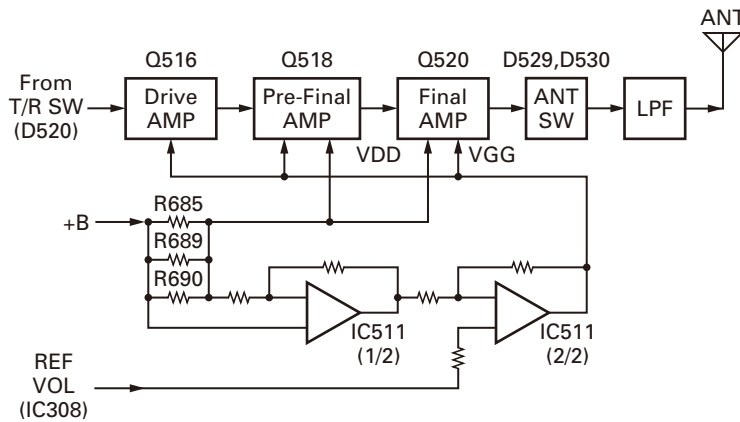 ANT
Q516
Q518
Q520
D529,D530
From
T/R SW
(D520)
Drive
AMP
Pre-Final
AMP
Final
AMP
ANT
SW
LPF
VDD
VGG
+B
R685
R689
R690
IC511
(1/2)
IC511
(2/2)
REF
VOL
(IC308)